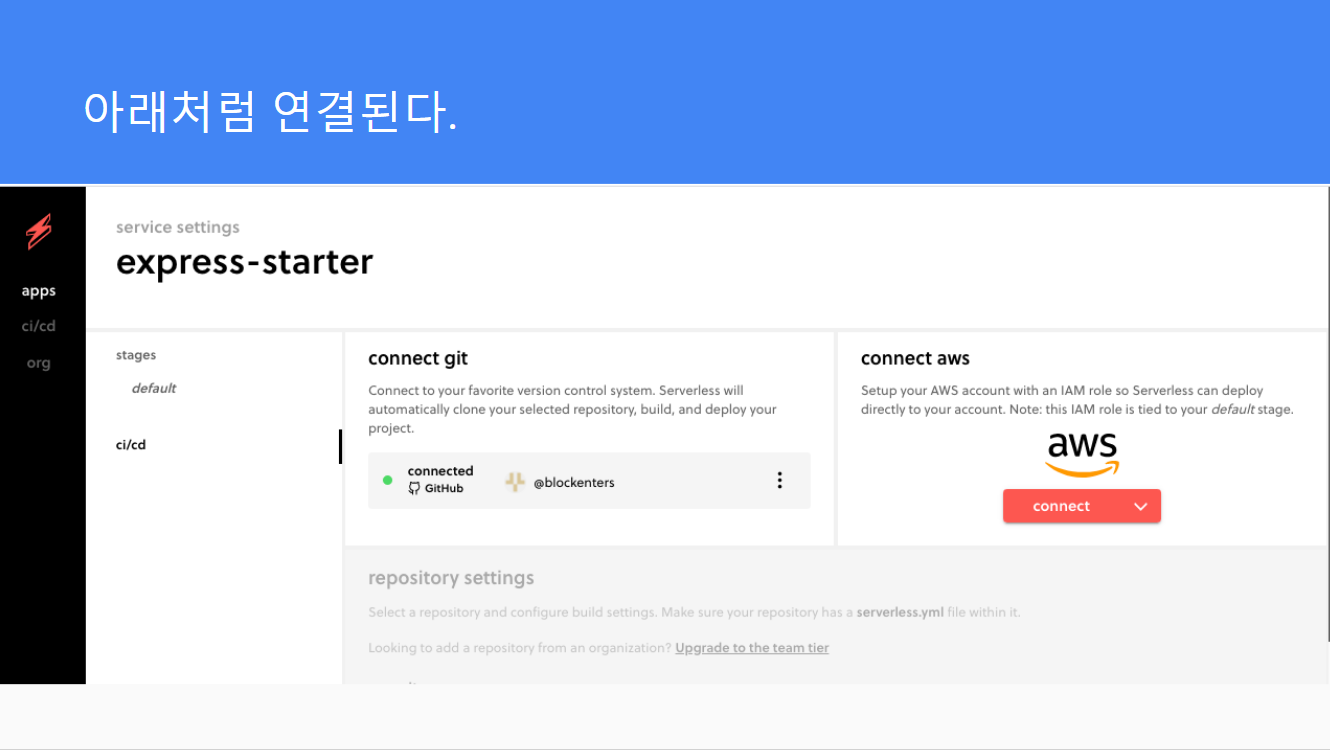 아래처럼 연결된다.
service settings
express-starter
apps
ci/cd
org
stages
default
ci/cd
connect git
Connect to your favorite version control system. Serverless will
automatically clone your selected repository, build, and deploy your
project.
connected
GitHub
@blockenters
connect aws
Setup your AWS account with an IAM role so Serverless can deploy
directly to your account. Note: this IAM role is tied to your default stage.
aws
connect
repository settings
Select a repository and configure build settings. Make sure your repository has a serverless.yml file within it.
Looking to add a repository from an organization? Upgrade to the team tier